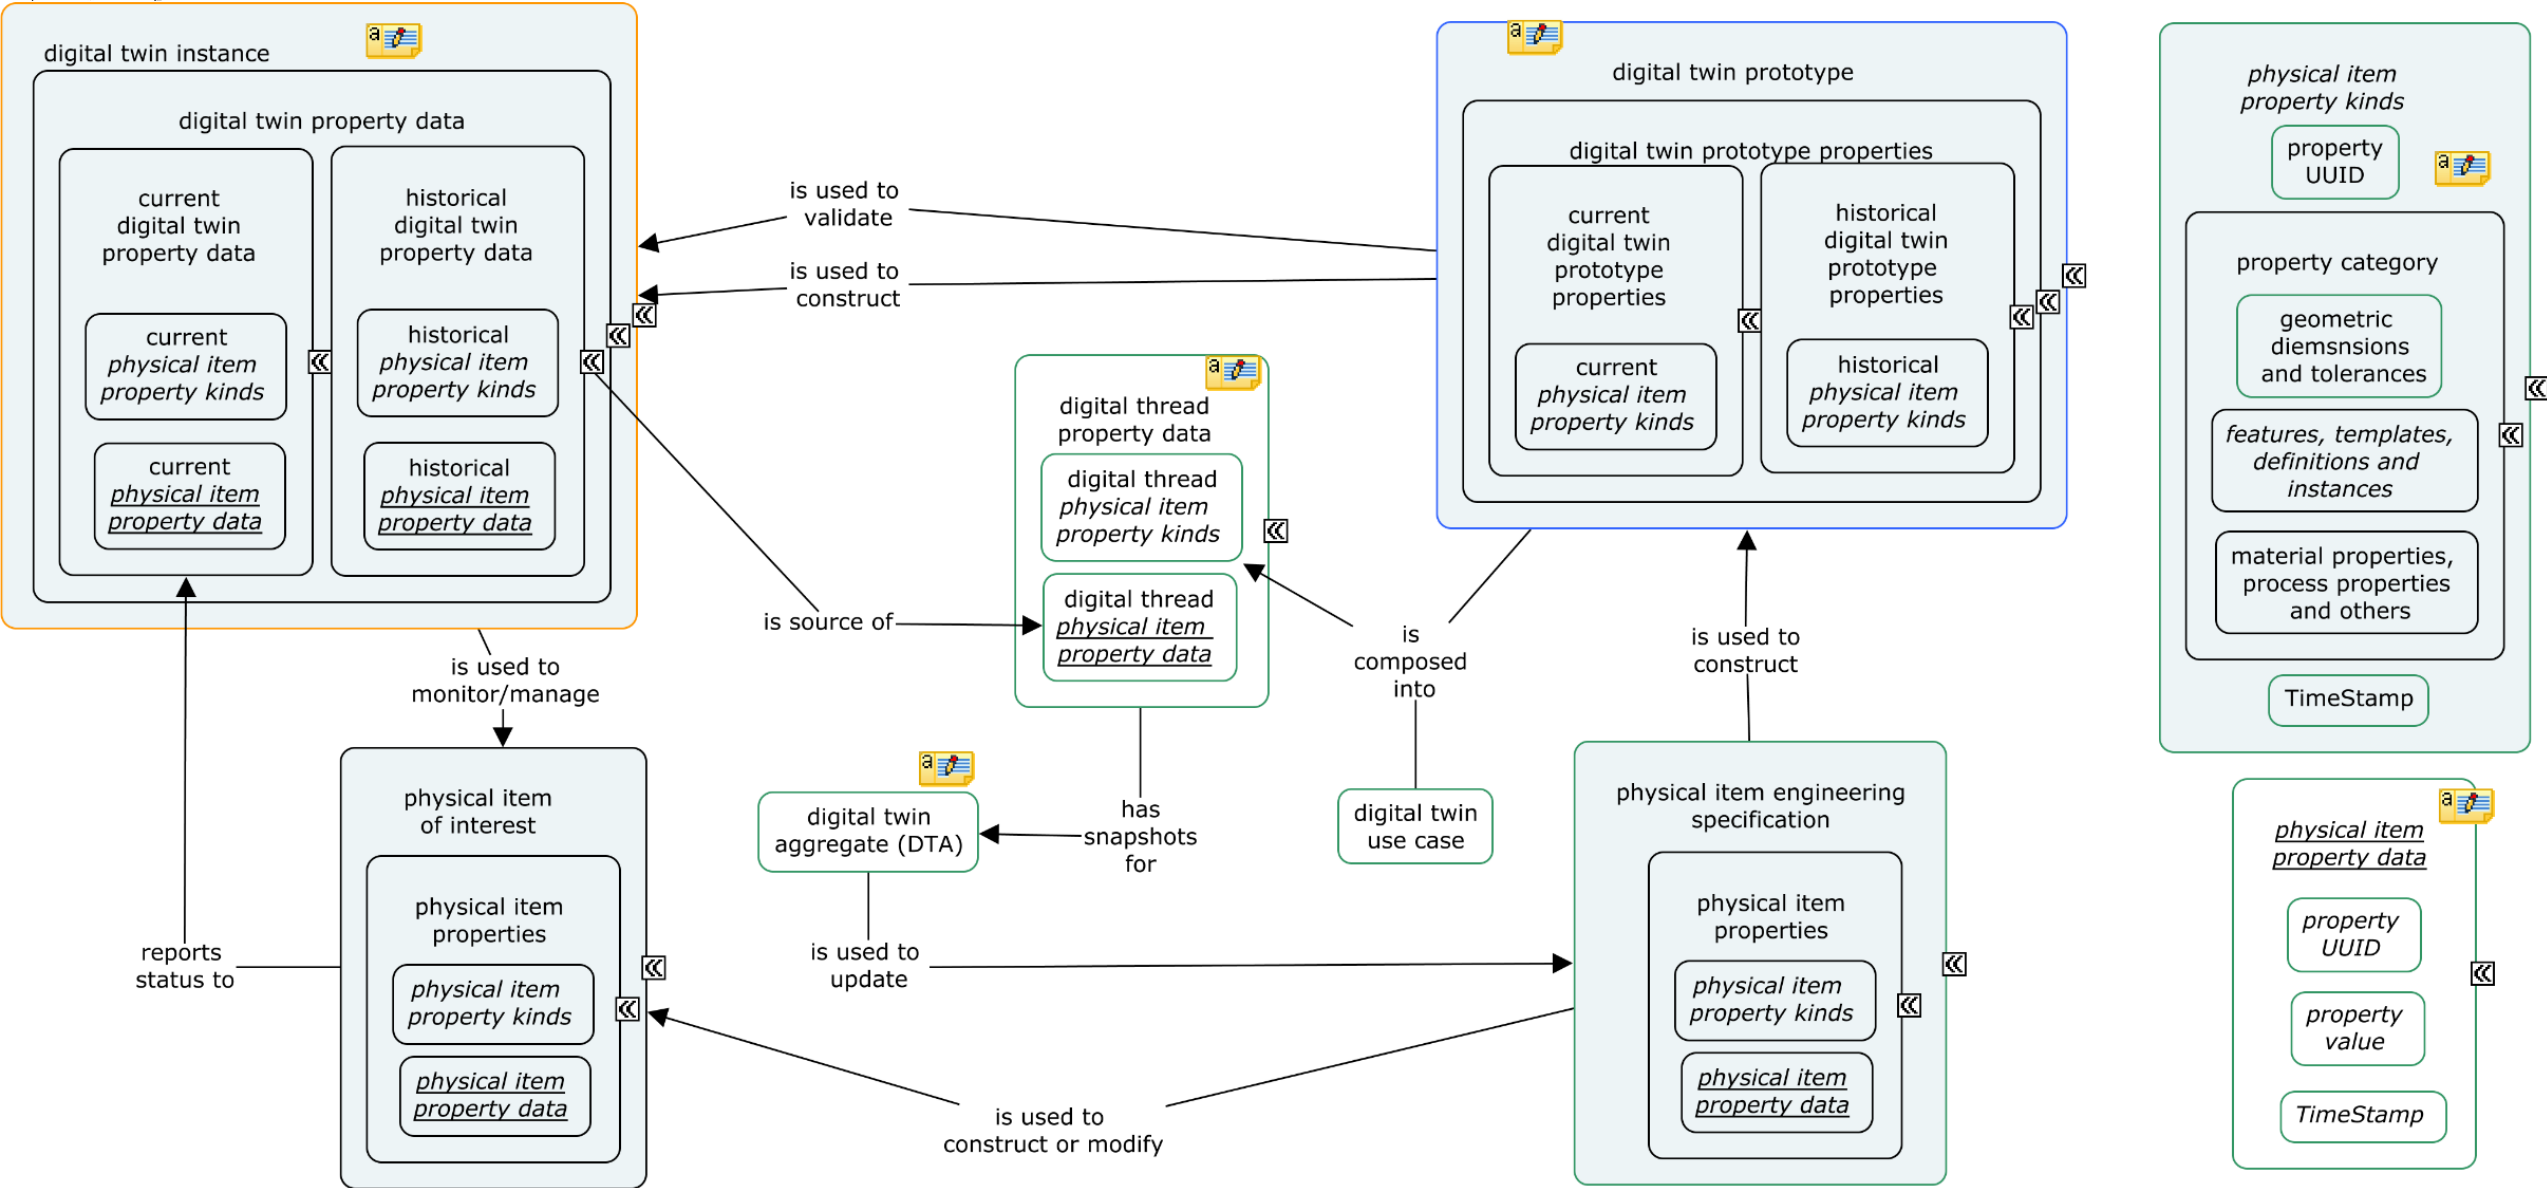 digital twin instance
digital twin property data
current
digital twin
property data
historical
digital twin
property data
current
physical item
property kinds
historical
physical item
property kinds
current
physical item
property data
historical
physical item
property data
is used to
validate
is used to
construct
digital twin prototype
digital twin prototype properties
current
digital twin
prototype
properties
historical
digital twin
prototype
properties
current
physical item
property kinds
historical
physical item
property kinds
physical item
property kinds
property
UUID
property category
geometric
diemsnsions
and tolerances
features, templates,
definitions and
instances
material properties,
process properties
and others
TimeStamp
digital thread
property data
digital thread
physical item
property kinds
digital thread
physical item
property data
is source of
is
composed
into
is used to
construct
is used to
monitor/manage
physical item
of interest
physical item
properties
physical item
property kinds
physical item
property data
reports
status to
digital twin
aggregate (DTA)
has
snapshots
for
digital twin
use case
is used to
update
is used to
construct or modify
physical item engineering
specification
physical item
properties
physical item
property kinds
physical item
property data
physical item
property data
property
UUID
property
value
TimeStamp